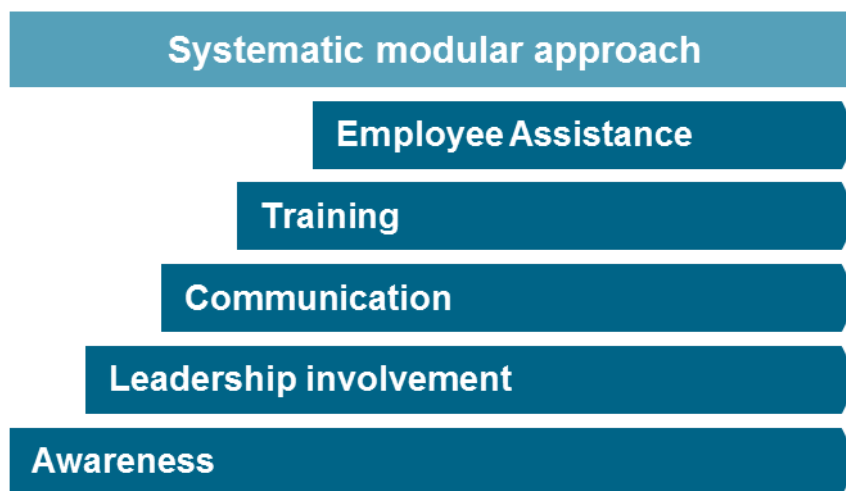 Systematic modular approach
Employee Assistance
Training
Communication
Leadership involvement
Awareness